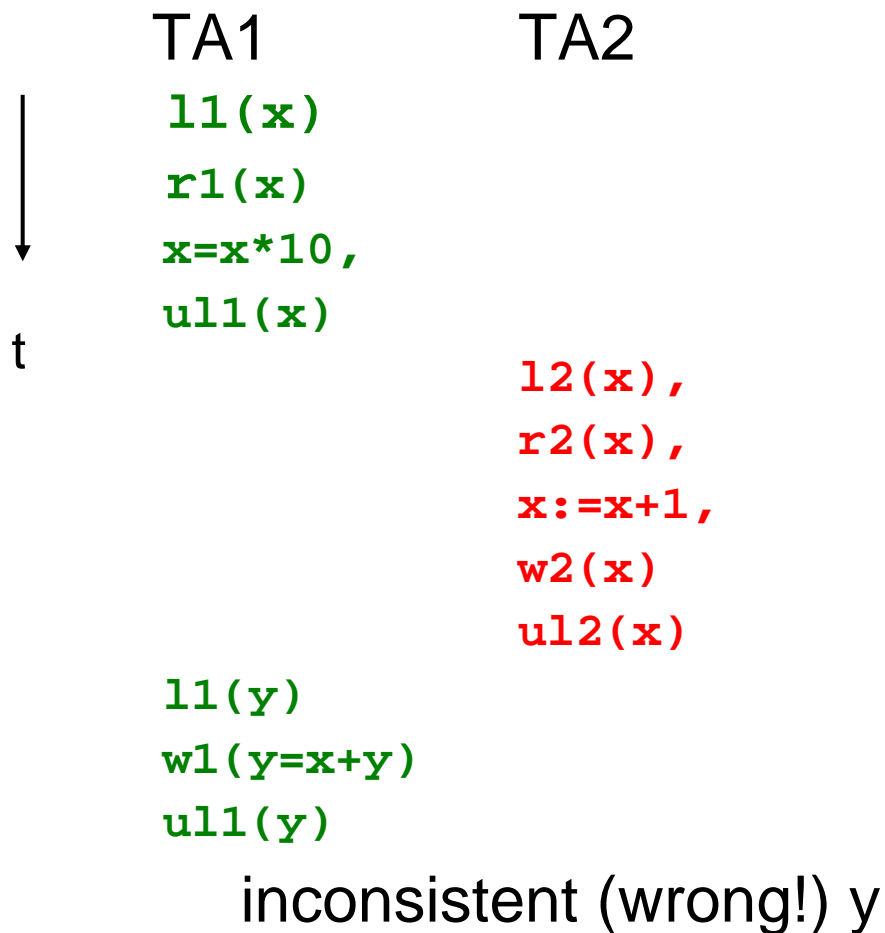 TA1 TA2
l1(x)
r1(x)
x=x*10,
ul1(x)
t
l2(x),
r2(x),
x:=x+1,
w2(x)
ul2(x)
l1(y)
w1(y=x+y)
ul1(y)
inconsistent (wrong!) y